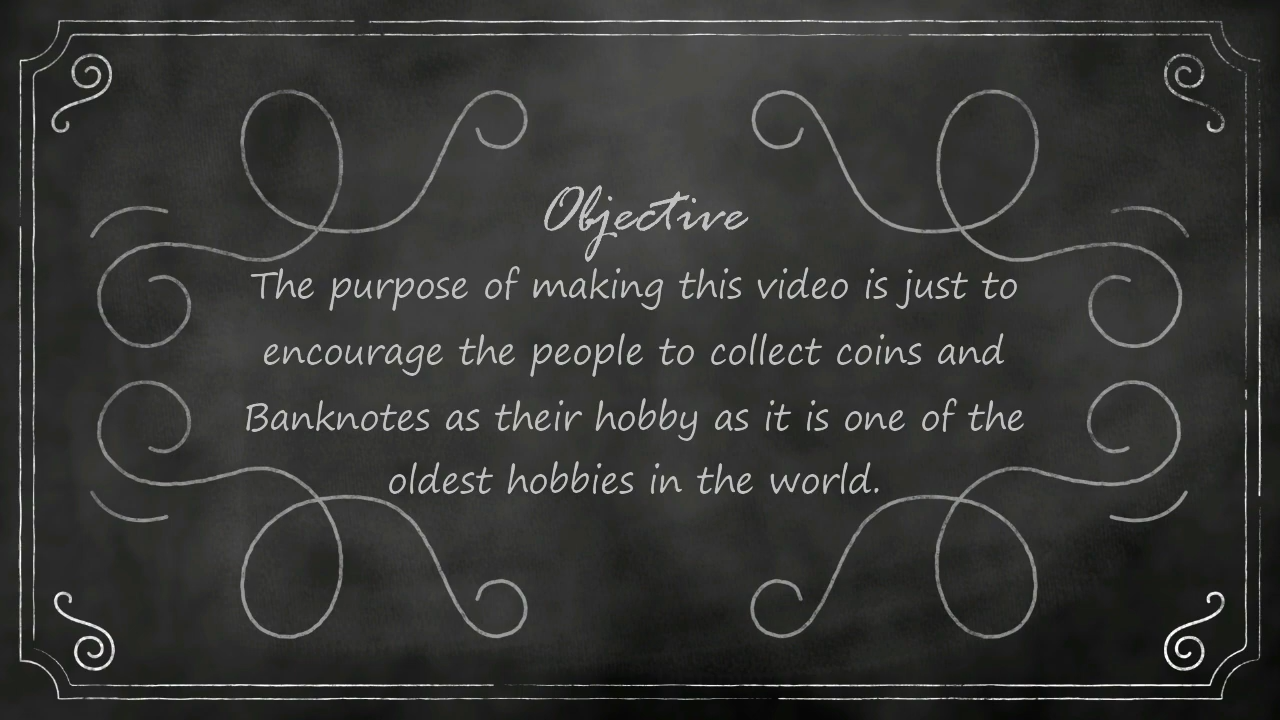 Objective
The purpose of making this video is just to
encourage the people to collect coins and
Banknotes as their hobby as it is one of the
oldest hobbies in the world.